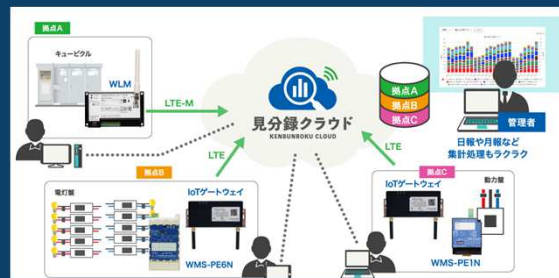 拠点A
キュービクル
WLM
LTE-M
見分録クラウド
KENBUNROKU CLOUD
拠点A
拠点B
拠点C
管理者
日報や月報など
集計処理もラクラク
LTE
LTE
拠点B
電灯盤
IoTゲートウェイ
WMS-PE6N
拠点C
IoTゲートウェイ
動力盤
WMS-PE1N